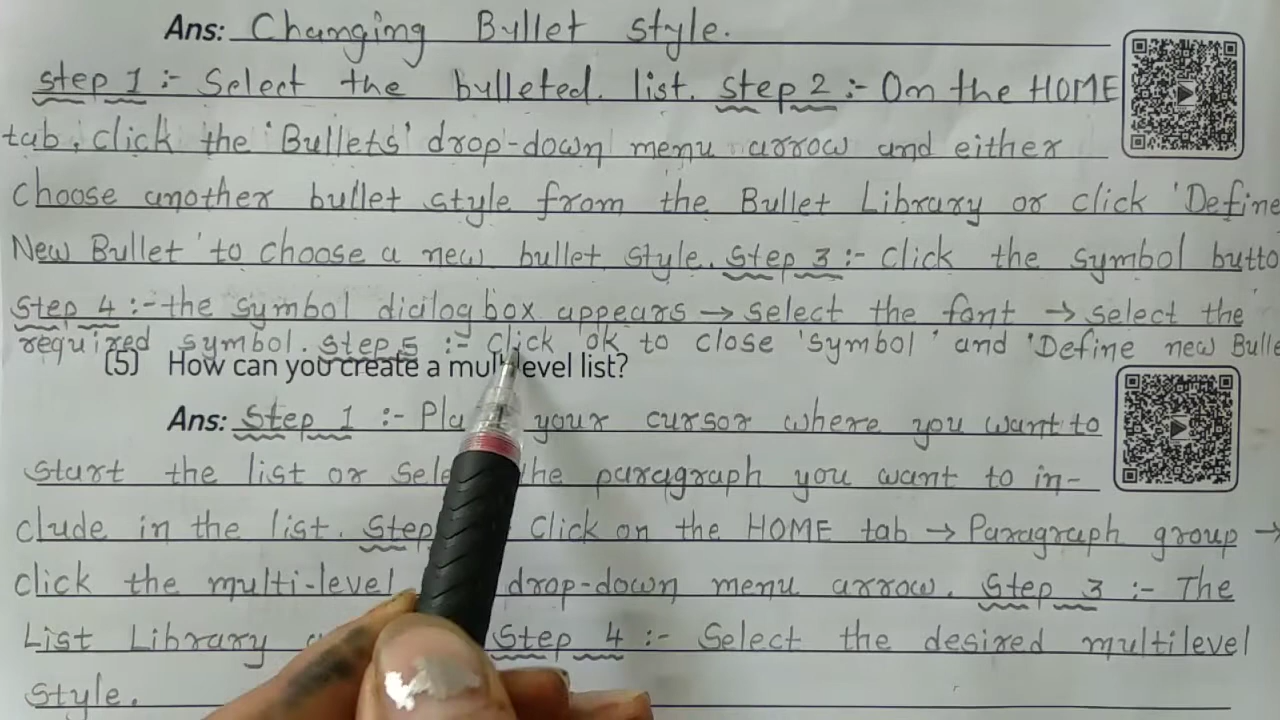 Ans: Changing Bullet style.
step 1 :- Select the bulleted. list. step 2 :- On the HOME
tab, click the 'Bullets' drop-down menu arrow and either
choose another bullet style from the Bullet Library or click 'Define
New Bullet' to choose a new bullet style. step 3 :- click the symbol butto
step 4 :- the symbol dialog box appears → select the font → select the
required symbol. step 5 :- click ok to close 'symbol' and 'Define new Bulle
(5) How can you create a multilevel list?
Ans: Step 1 :- Pla your cursor where you want to
start the list or sele the paragraph you want to in-
clude in the list. Step Click on the HOME tab → Paragraph group →
click the multi-level drop-down menu arrow. Step 3 :- The
List Library Step 4 :- Select the desired multilevel
style.